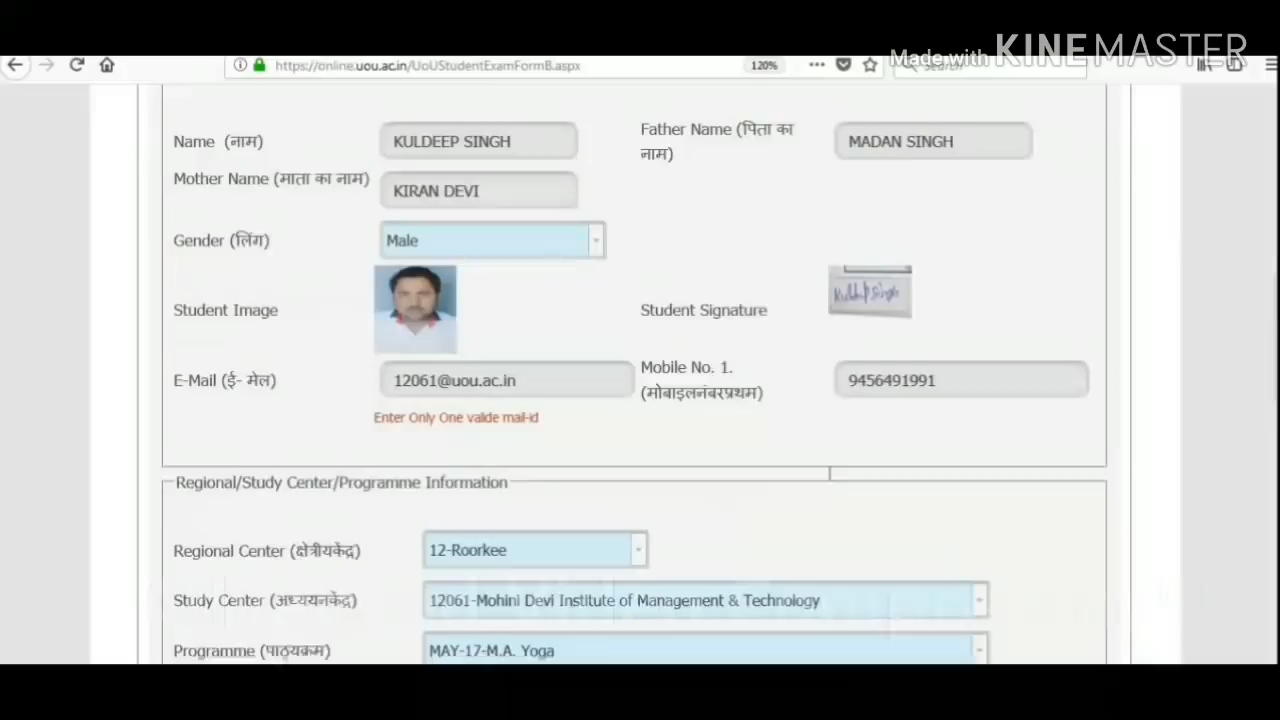 Made with KINEMASTER
https://online.uou.ac.in/UoUStudentExamFormB.aspx 120% Search
Name (नाम) KULDEEP SINGH Father Name (पिता का नाम) MADAN SINGH
Mother Name (माता का नाम) KIRAN DEVI
Gender (लिंग) Male
Student Image Student Signature Kuldeep Singh
E-Mail (ई- मेल) 12061@uou.ac.in Mobile No. 1. (मोबाइलनंबरप्रथम) 9456491991
Enter Only One valide mail-id
Regional/Study Center/Programme Information
Regional Center (क्षेत्रीयकेंद्र) 12-Roorkee
Study Center (अध्ययनकेंद्र) 12061-Mohini Devi Institute of Management & Technology
Programme (पाठ्यक्रम) MAY-17-M.A. Yoga